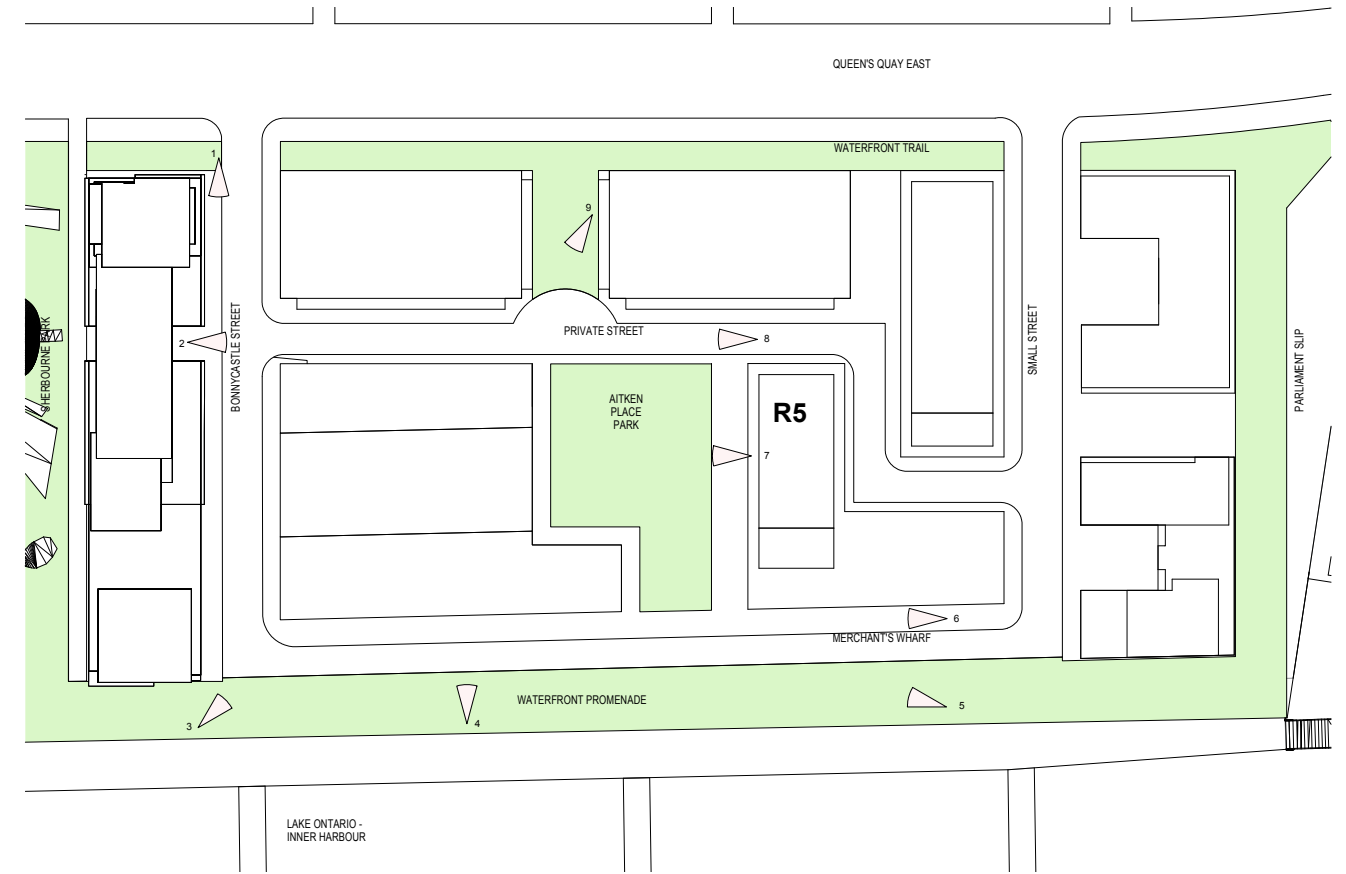 QUEEN'S QUAY EAST
WATERFRONT TRAIL
1
9
SHERBOURNE PARK
2
BONNYCASTLE STREET
PRIVATE STREET
8
SMALL STREET
PARLIAMENT SLIP
AITKEN
PLACE
PARK
R5
7
6
MERCHANT'S WHARF
3
4
WATERFRONT PROMENADE
5
LAKE ONTARIO -
INNER HARBOUR